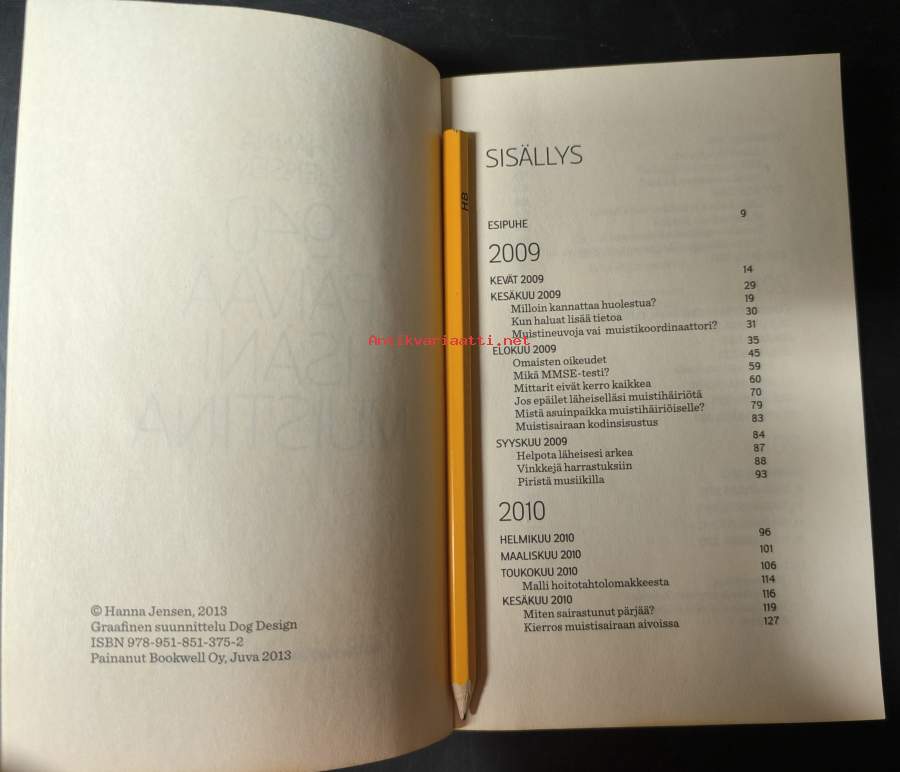 © Hanna Jensen, 2013
Graafinen suunnittelu Dog Design
ISBN 978-951-851-375-2
Painanut Bookwell Oy, Juva 2013
HB
Antikvariaatti.net
SISÄLLYS
ESIPUHE 9
2009
KEVÄT 2009 14
KESÄKUU 2009 29
Milloin kannattaa huolestua? 19
Kun haluat lisää tietoa 30
Muistineuvoja vai muistikoordinaattori? 31
ELOKUU 2009 35
Omaisten oikeudet 45
Mikä MMSE-testi? 59
Mittarit eivät kerro kaikkea 60
Jos epäilet läheiselläsi muistihäiriötä 70
Mistä asuinpaikka muistihäiriöiselle? 79
Muistisairaan kodinsisustus 83
SYYSKUU 2009 84
Helpota läheisesi arkea 87
Vinkkejä harrastuksiin 88
Piristä musiikilla 93
2010
HELMIKUU 2010 96
MAALISKUU 2010 101
TOUKOKUU 2010 106
Malli hoitotahtolomakkeesta 114
KESÄKUU 2010 116
Miten sairastunut pärjää? 119
Kierros muistisairaan aivoissa 127